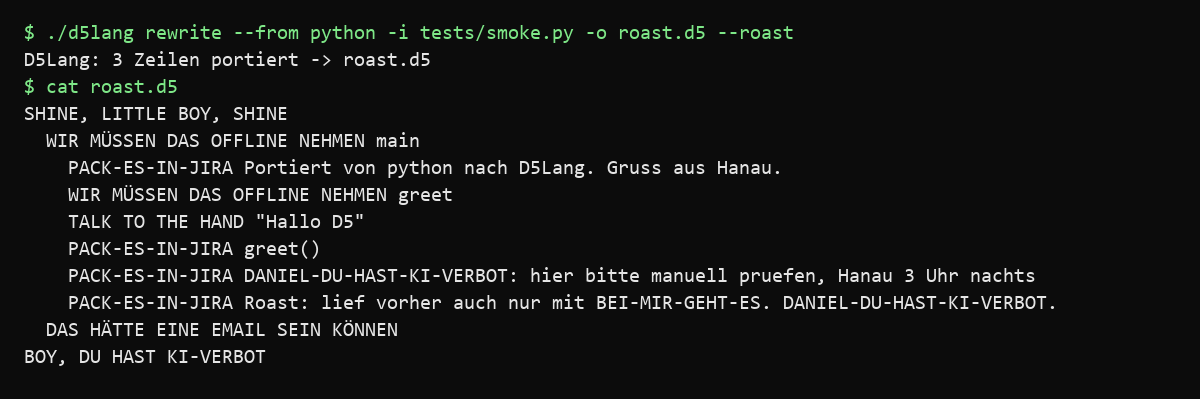 $ ./d5lang rewrite --from python -i tests/smoke.py -o roast.d5 --roast
D5Lang: 3 Zeilen portiert -> roast.d5
$ cat roast.d5
SHINE, LITTLE BOY, SHINE
  WIR MÜSSEN DAS OFFLINE NEHMEN main
    PACK-ES-IN-JIRA Portiert von python nach D5Lang. Gruss aus Hanau.
    WIR MÜSSEN DAS OFFLINE NEHMEN greet
    TALK TO THE HAND "Hallo D5"
    PACK-ES-IN-JIRA greet()
    PACK-ES-IN-JIRA DANIEL-DU-HAST-KI-VERBOT: hier bitte manuell pruefen, Hanau 3 Uhr nachts
    PACK-ES-IN-JIRA Roast: lief vorher auch nur mit BEI-MIR-GEHT-ES. DANIEL-DU-HAST-KI-VERBOT.
  DAS HÄTTE EINE EMAIL SEIN KÖNNEN
BOY, DU HAST KI-VERBOT